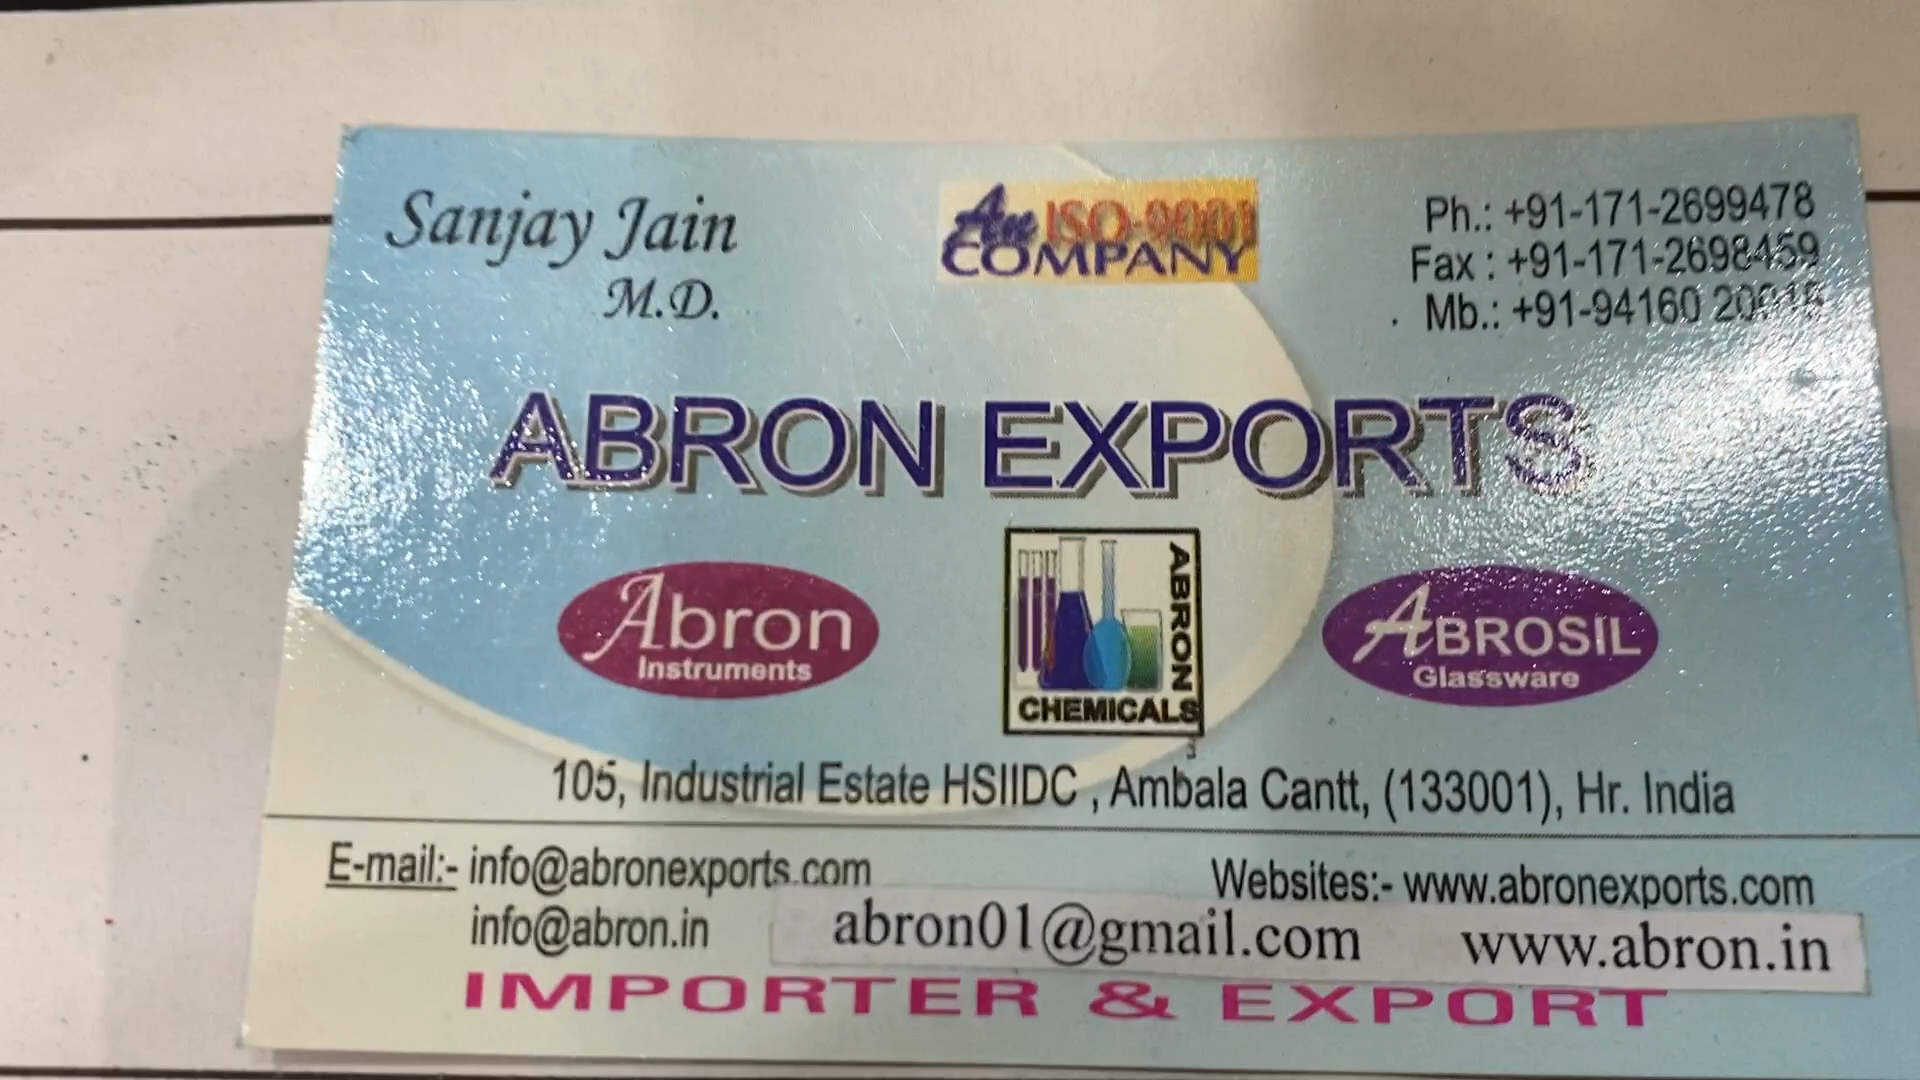 Sanjay Jain
M.D.
An ISO-9001
COMPANY
Ph.: +91-171-2699478
Fax : +91-171-2698459
Mb.: +91-94160
ABRON EXPORTS
Abron
Instruments
ABRON
CHEMICALS
ABROSIL
Glassware
105, Industrial Estate HSIIDC , Ambala Cantt, (133001), Hr. India
E-mail:- info@abronexports.com
info@abron.in
abron01@gmail.com
Websites:- www.abronexports.com
www.abron.in
IMPORTER & EXPORT